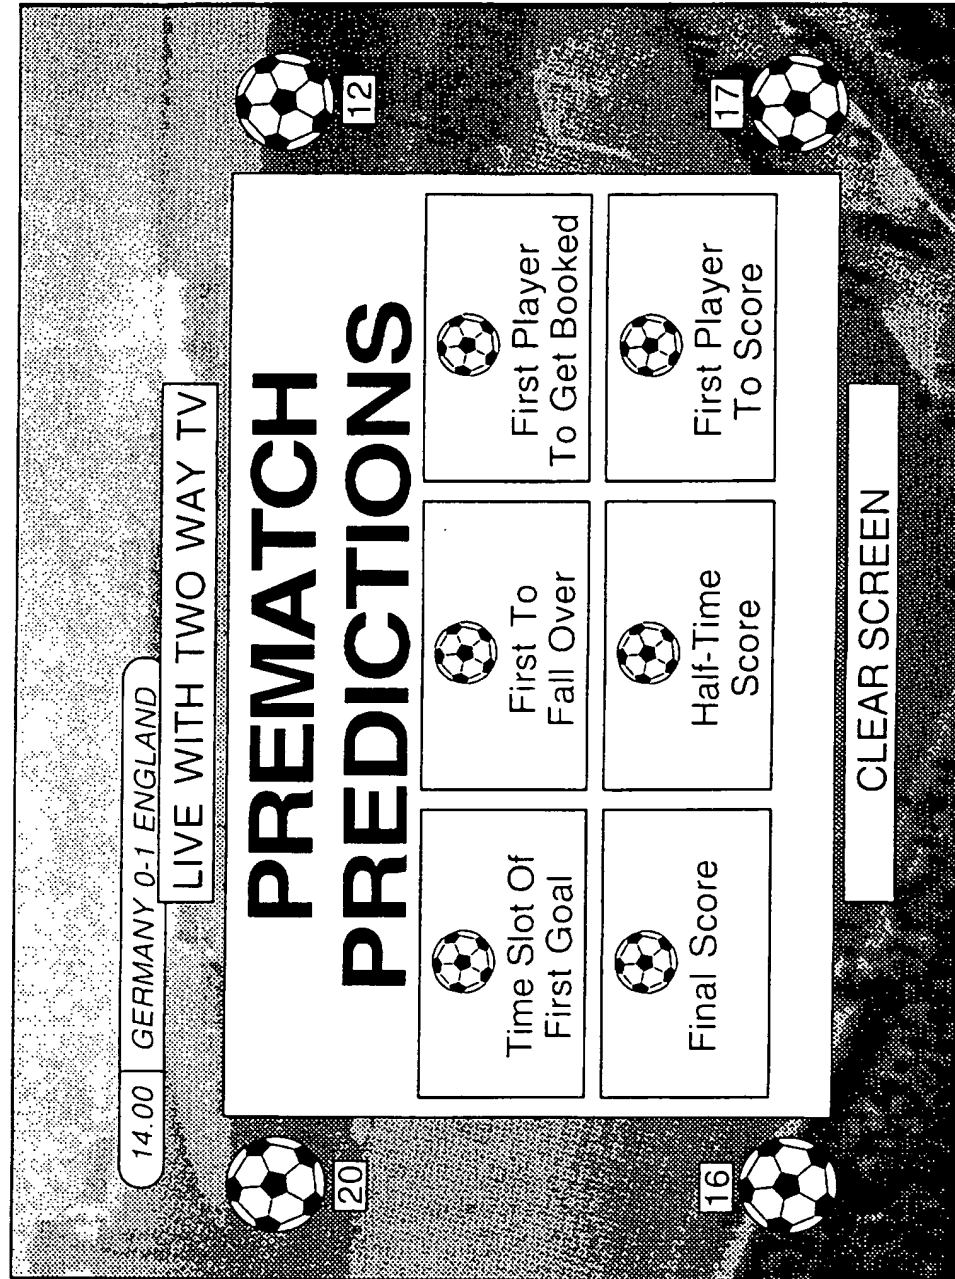 14.00 GERMANY 0-1 ENGLAND
LIVE WITH TWO WAY TV
20
12
PREMATCH
PREDICTIONS
Time Slot Of
First Goal
First To
Fall Over
First Player
To Get Booked
Final Score
Half-Time
Score
First Player
To Score
16
17
CLEAR SCREEN